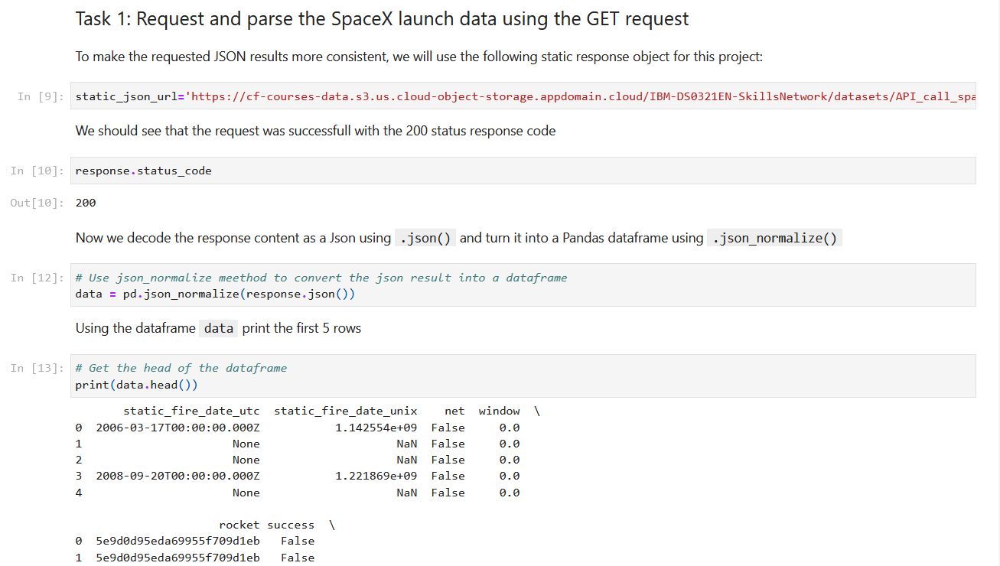 Task 1: Request and parse the SpaceX launch data using the GET request
To make the requested JSON results more consistent, we will use the following static response object for this project:
In [9]: static_json_url='https://cf-courses-data.s3.us.cloud-object-storage.appdomain.cloud/IBM-DS0321EN-SkillsNetwork/datasets/API_call_spa
We should see that the request was successfull with the 200 status response code
In [10]: response.status_code
Out[10]: 200
Now we decode the response content as a Json using .json() and turn it into a Pandas dataframe using .json_normalize()
In [12]: # Use json_normalize meethod to convert the json result into a dataframe
data = pd.json_normalize(response.json())
Using the dataframe data print the first 5 rows
In [13]: # Get the head of the dataframe
print(data.head())
static_fire_date_utc static_fire_date_unix net window \
0 2006-03-17T00:00:00.000Z 1.142554e+09 False 0.0
1 None NaN False 0.0
2 None NaN False 0.0
3 2008-09-20T00:00:00.000Z 1.221869e+09 False 0.0
4 None NaN False 0.0
rocket success \
0 5e9d0d95eda69955f709d1eb False
1 5e9d0d95eda69955f709d1eb False